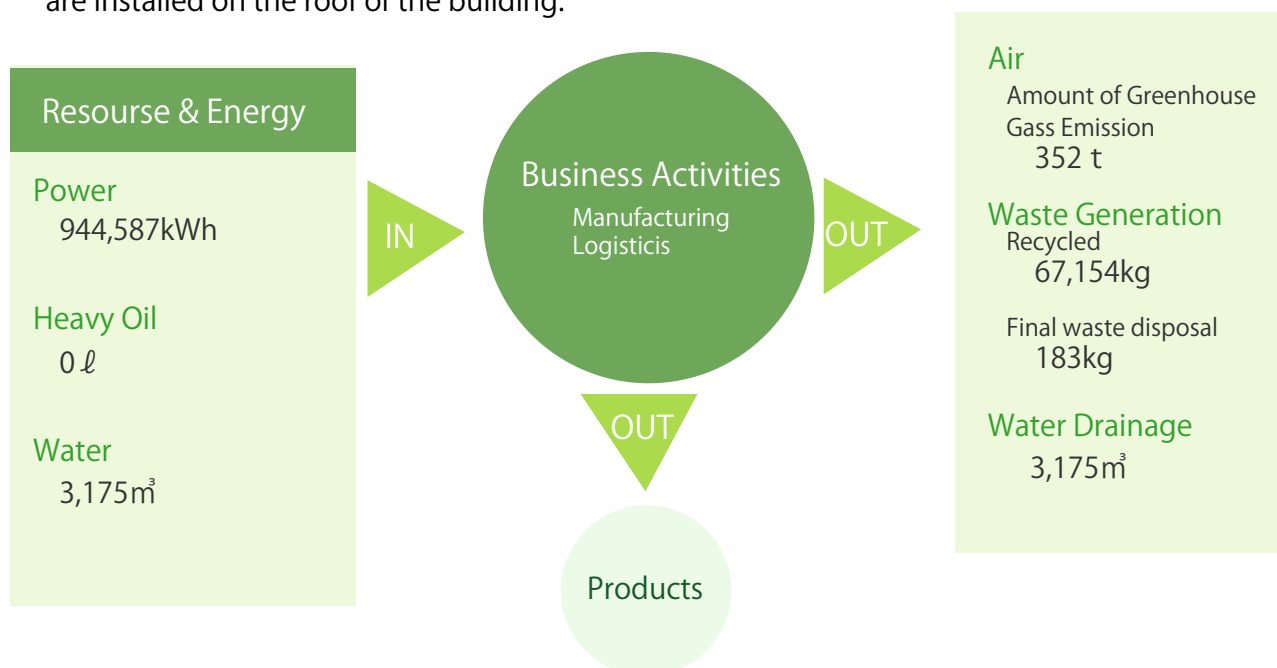 are installed on the roof of the building.
Resourse & Energy
Power
944,587kWh
Heavy Oil
0ℓ
Water
3,175㎥
IN
Business Activities
Manufacturing
Logisticis
OUT
OUT
Products
Air
Amount of Greenhouse
Gass Emission
352 t
Waste Generation
Recycled
67,154kg
Final waste disposal
183kg
Water Drainage
3,175㎥